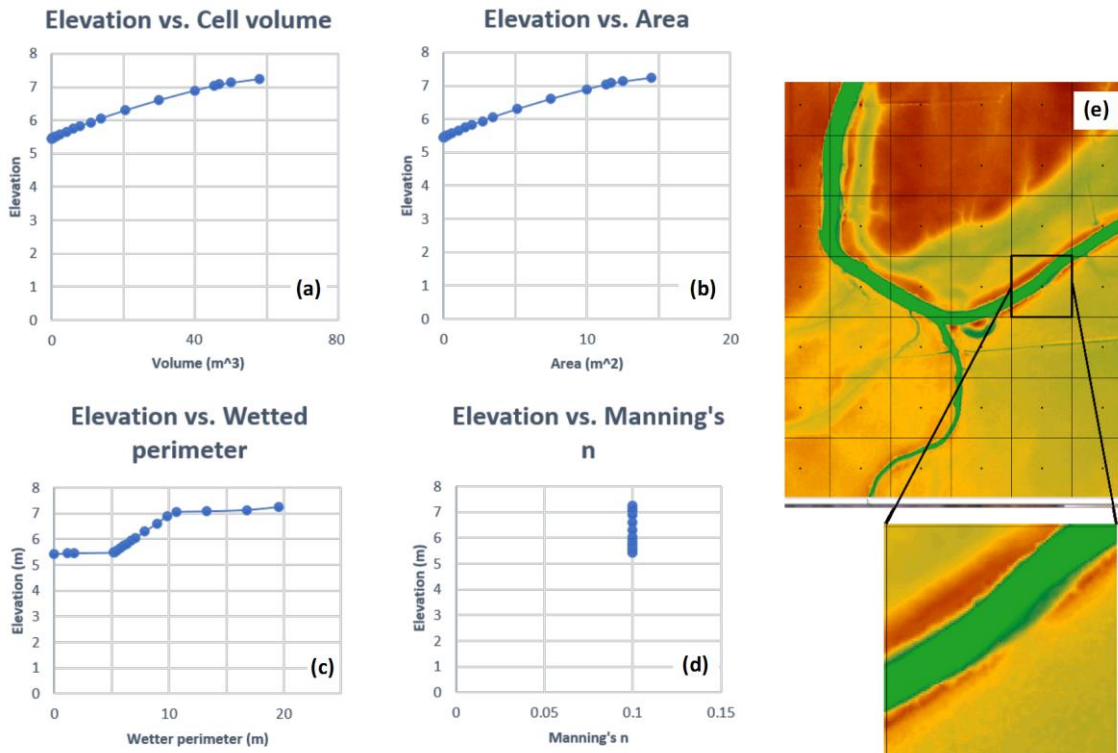 Elevation vs. Cell volume
8
7
6
5
4
3
2
1
0
Elevation
0 20 40 60 80
Volume (m^3)
(a)
Elevation vs. Area
8
7
6
5
4
3
2
1
0
Elevation
0 10 20
Area (m^2)
(b)
(e)
Elevation vs. Wetted
perimeter
8
7
6
5
4
3
2
1
0
Elevation (m)
0 10 20
Wetter perimeter (m)
(c)
Elevation vs. Manning's
n
8
7
6
5
4
3
2
1
0
Elevation (m)
0 0.05 0.1 0.15
Manning's n
(d)